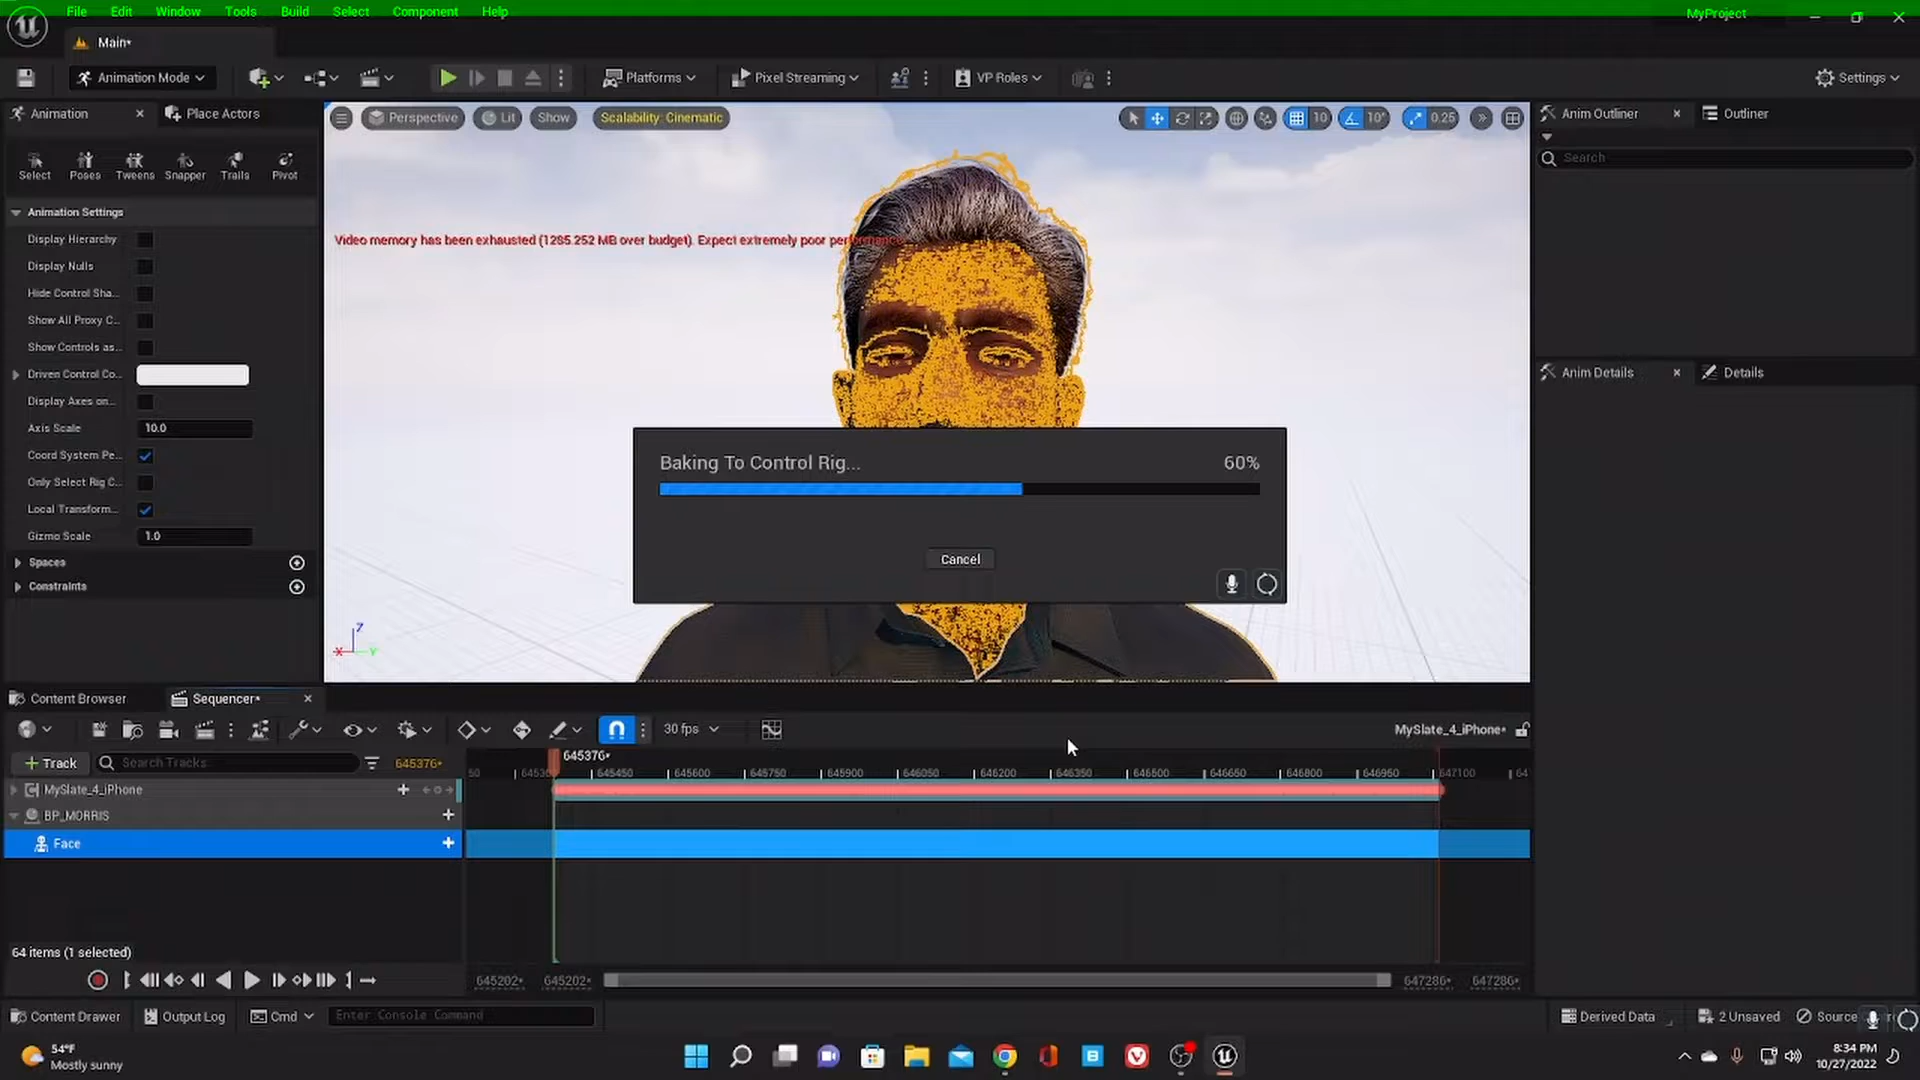 File Edit Window Tools Build Select Component Help
MyProject
Main*
Animation Mode
Platforms
Pixel Streaming
VP Roles
Settings
Animation
Place Actors
Perspective
Lit
Show
Scalability: Cinematic
10
10°
0.25
Anim Outliner
Outliner
Search
Select
Poses
Tweens
Snapper
Trails
Pivot
Animation Settings
Display Hierarchy
Display Nulls
Hide Control Sha...
Show All Proxy C...
Show Controls as...
Driven Control Co...
Display Axes on...
Axis Scale
10.0
Coord System Pe...
Only Select Rig C...
Local Transform...
Gizmo Scale
1.0
Spaces
Constraints
Video memory has been exhausted (1285.252 MB over budget). Expect extremely poor performance.
Baking To Control Rig...
60%
Cancel
Z
X
Y
Anim Details
Details
Content Browser
Sequencer*
30 fps
MySlate_4_iPhone*
Track
Search Tracks
645376*
645376*
50
645450
645600
645750
645900
646050
646200
646350
646500
646650
646800
646950
647100
64
MySlate_4_iPhone
BP_MORRIS
Face
64 items (1 selected)
645202*
645202*
647286*
647286*
Content Drawer
Output Log
Cmd
Enter Console Command
Derived Data
2 Unsaved
Source
54°F
Mostly sunny
8:34 PM
10/27/2022